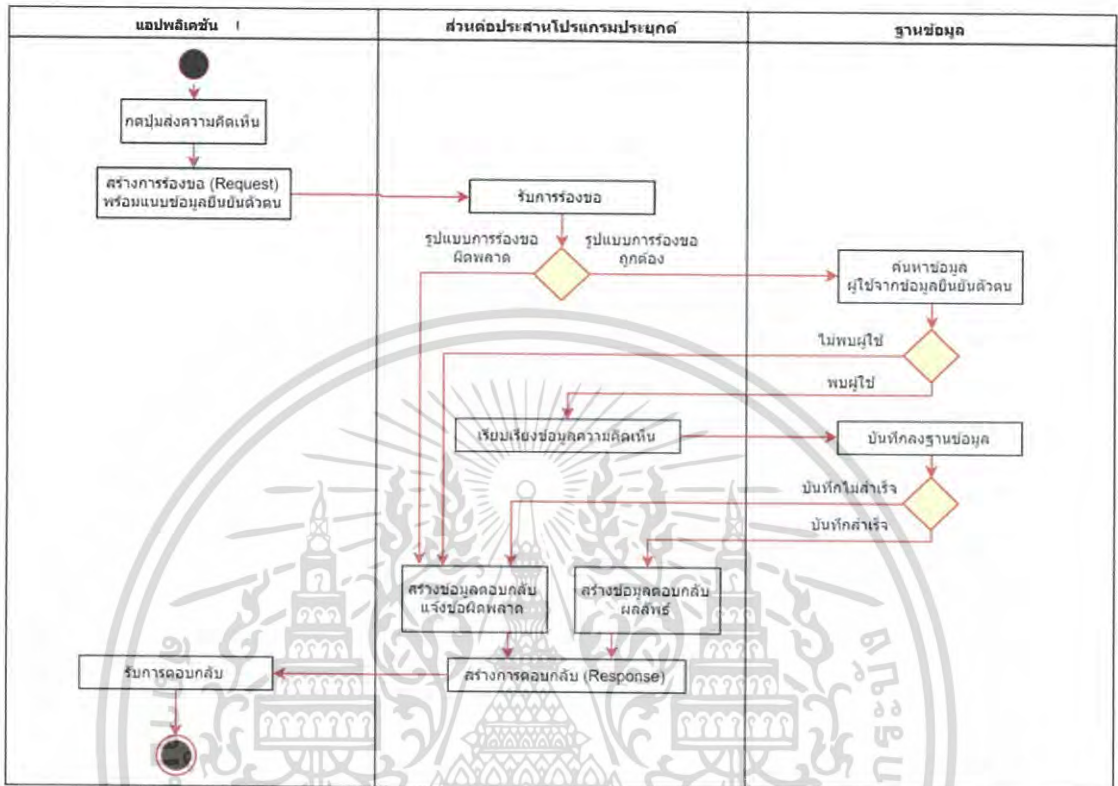 แอปพลิเคชัน
ส่วนต่อประสานโปรแกรมประยุกต์
ฐานข้อมูล
กดปุ่มส่งความคิดเห็น
สร้างการร้องขอ (Request)
พร้อมแนบข้อมูลยืนยันตัวตน
รับการร้องขอ
รูปแบบการร้องขอ
ผิดพลาด
รูปแบบการร้องขอ
ถูกต้อง
ค้นหาข้อมูล
ผู้ใช้จากข้อมูลยืนยันตัวตน
ไม่พบผู้ใช้
พบผู้ใช้
เรียบเรียงข้อมูลความคิดเห็น
บันทึกลงฐานข้อมูล
บันทึกไม่สำเร็จ
บันทึกสำเร็จ
สร้างข้อมูลตอบกลับ
แจ้งข้อผิดพลาด
สร้างข้อมูลตอบกลับ
ผลลัพธ์
รับการตอบกลับ
สร้างการตอบกลับ (Response)